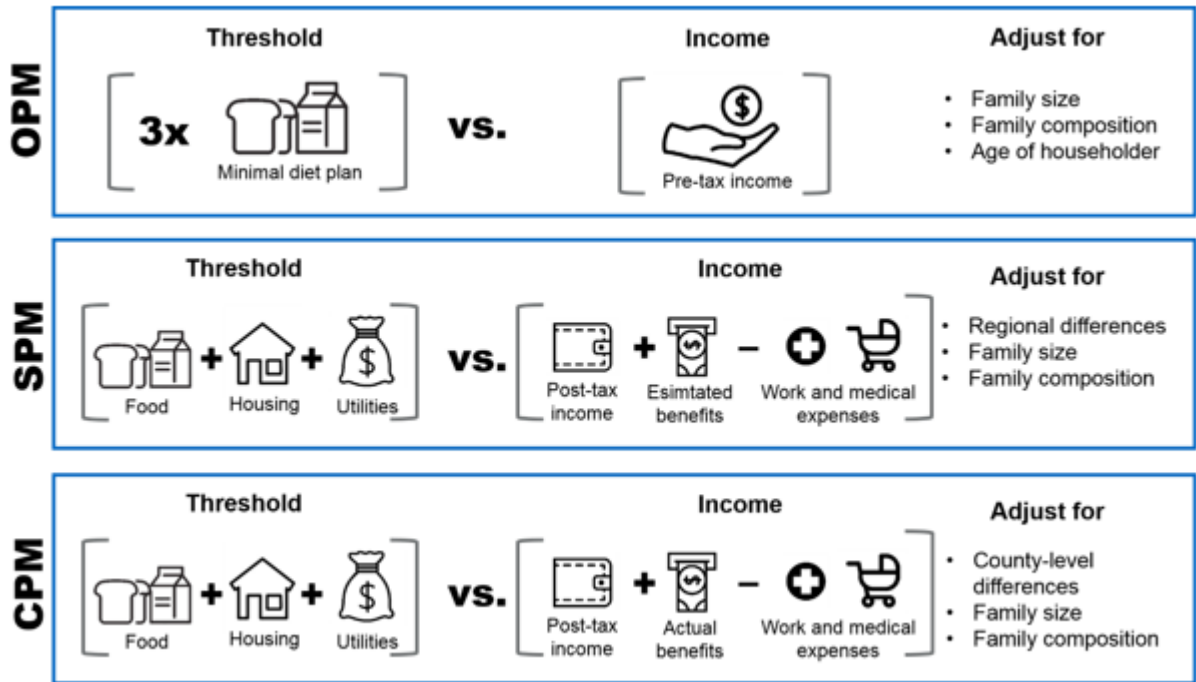 OPM
Threshold
Income
Adjust for
3x
Minimal diet plan
vs.
$
Pre-tax income
• Family size
• Family composition
• Age of householder
SPM
Threshold
Income
Adjust for
Food
+
Housing
+
$
Utilities
vs.
Post-tax
income
+
$
Esimtated
benefits
–
Work and medical
expenses
• Regional differences
• Family size
• Family composition
CPM
Threshold
Income
Adjust for
Food
+
Housing
+
$
Utilities
vs.
Post-tax
income
+
$
Actual
benefits
–
Work and medical
expenses
• County-level
differences
• Family size
• Family composition